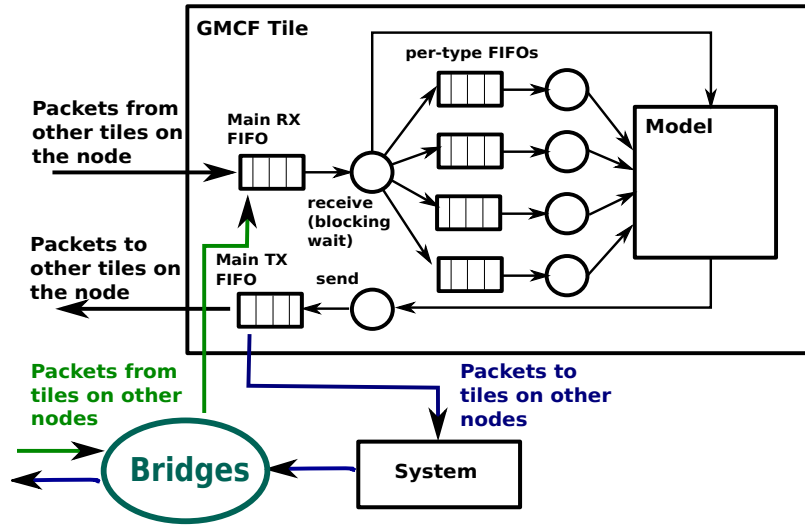 GMCF Tile
per-type FIFOs
Packets from
other tiles on
the node
Main RX
FIFO
Model
receive
(blocking
wait)
Packets to
other tiles on
the node
Main TX
FIFO
send
Packets from
tiles on other
nodes
Packets to
tiles on other
nodes
Bridges
System